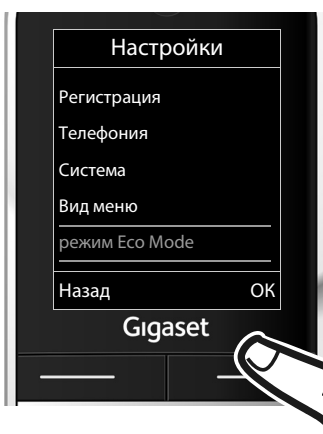 Настройки
Регистрация
Телефония
Система
Вид меню
режим Eco Mode
Назад OK
Gigaset